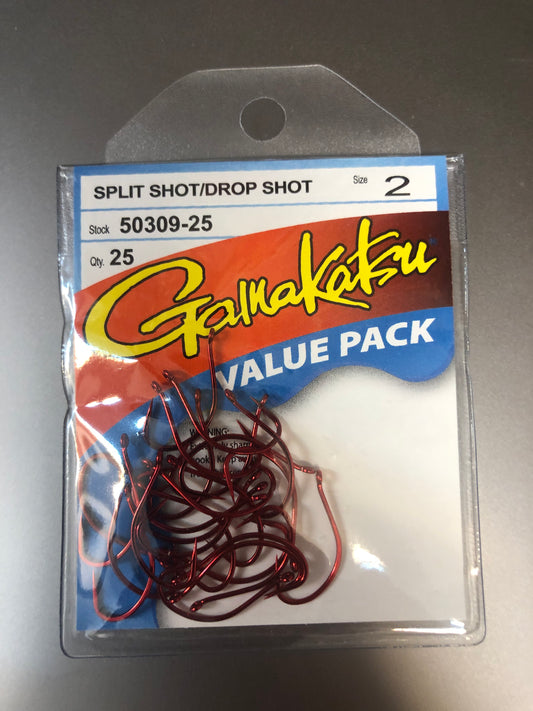 SPLIT SHOT/DROP SHOT
Size 2
Stock 50309-25
Qty. 25
Gamakatsu
VALUE PACK
WARNING: